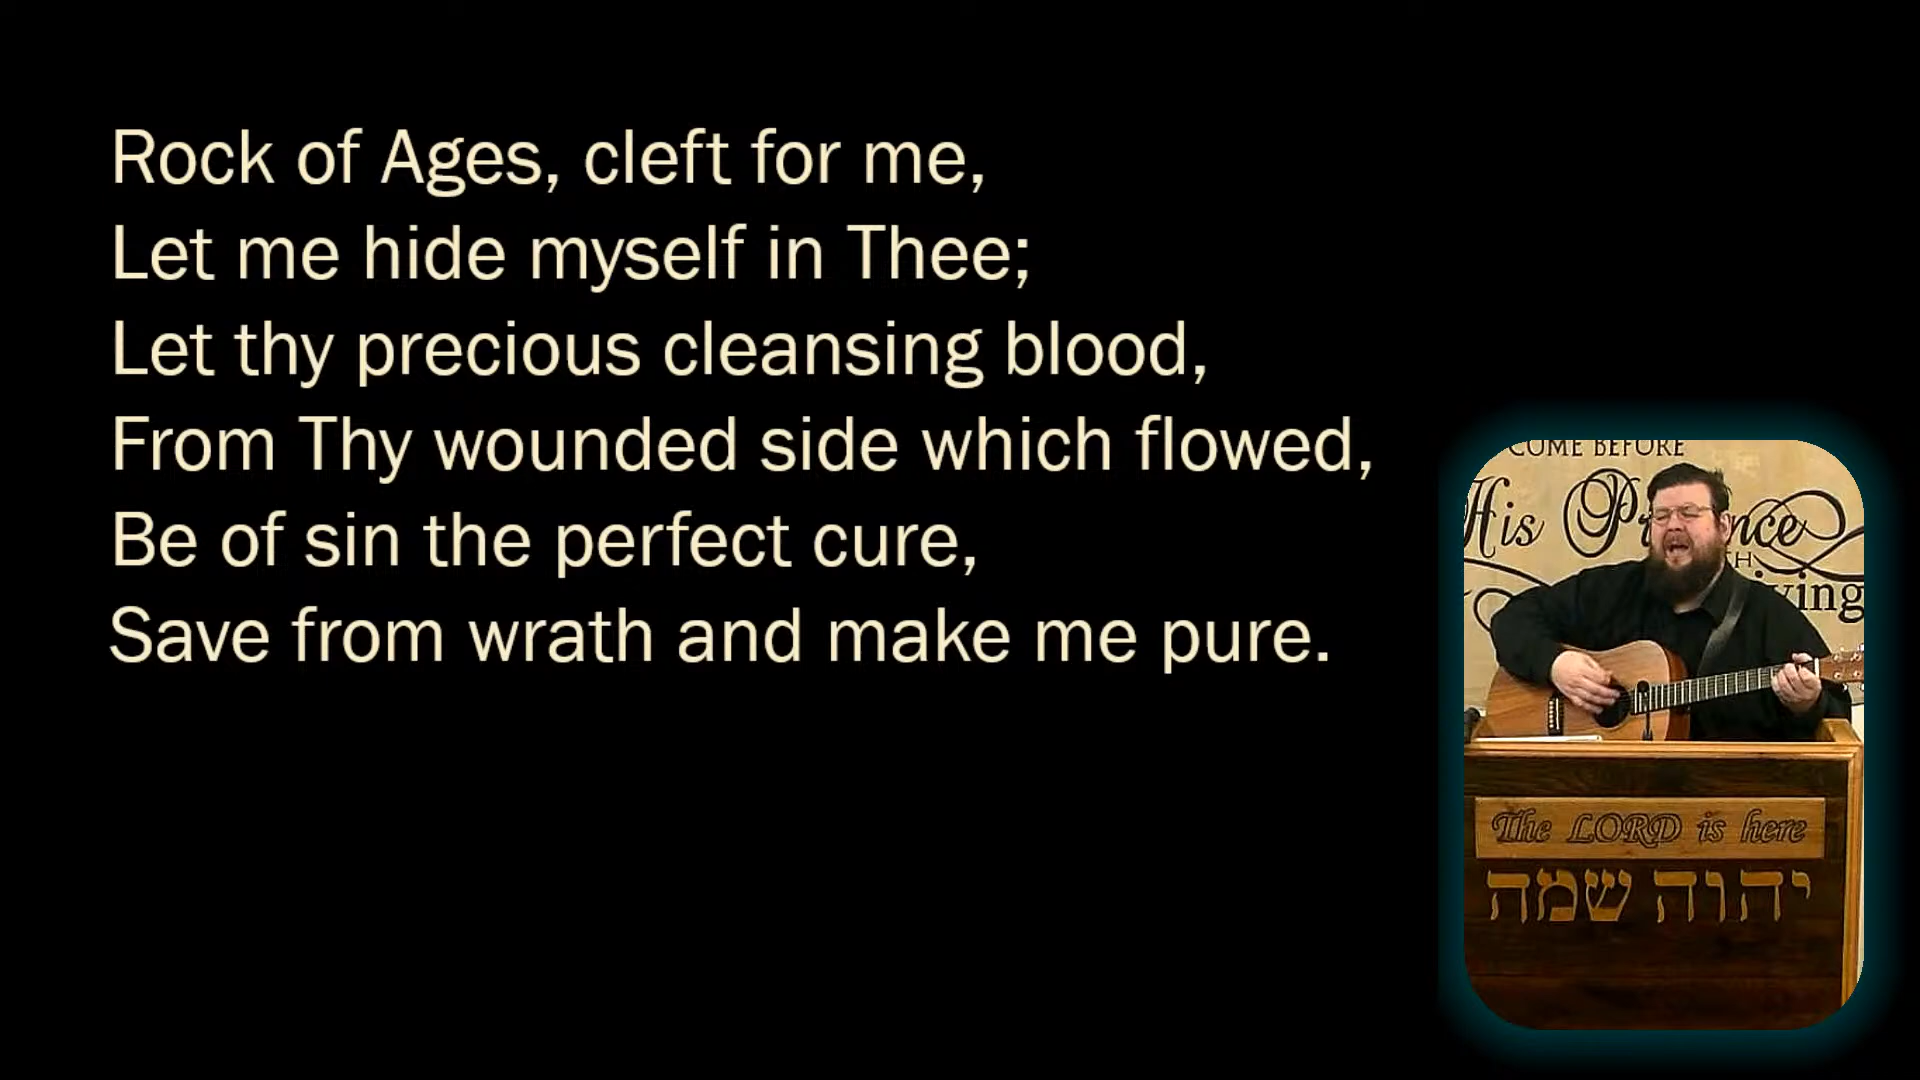 Rock of Ages, cleft for me,
Let me hide myself in Thee;
Let thy precious cleansing blood,
From Thy wounded side which flowed,
Be of sin the perfect cure,
Save from wrath and make me pure.
COME BEFORE
His
The LORD is here
יהוה שמה